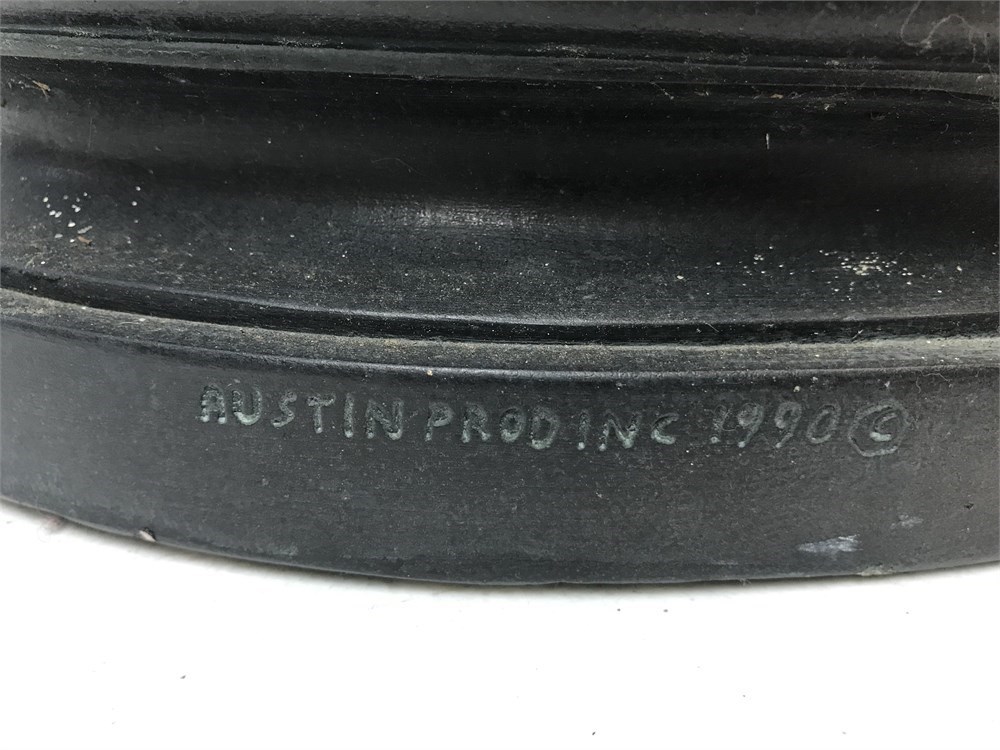 AUSTIN PROD INC 1990 ©